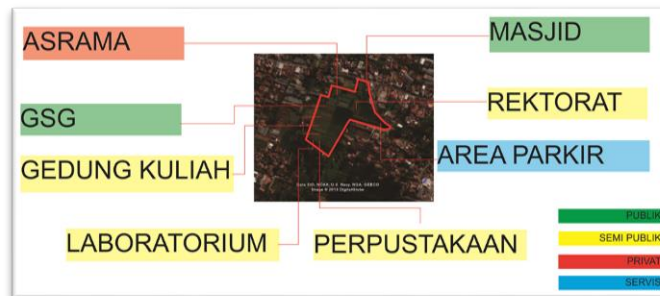 ASRAMA
MASJID
GSG
REKTORAT
GEDUNG KULIAH
AREA PARKIR
LABORATORIUM
PERPUSTAKAAN
PUBLIK
SEMI PUBLIK
PRIVAT
SERVIS